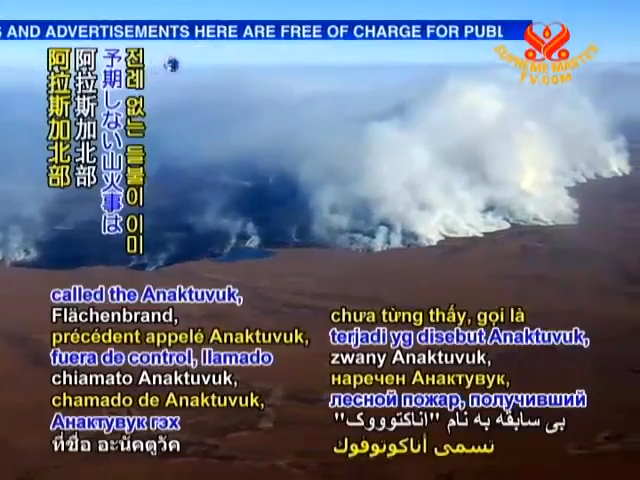 S AND ADVERTISEMENTS HERE ARE FREE OF CHARGE FOR PUBL
SUPREME MASTER
TV.COM
전례 없는 들불이 이미
予期しない山火事は
阿拉斯加北部
阿拉斯加北部
called the Anaktuvuk,
Flächenbrand,
précédent appelé Anaktuvuk,
fuera de control, llamado
chiamato Anaktuvuk,
chamado de Anaktuvuk,
Анактувук гэх
ที่ชื่อ อะนัคตูวัค
chưa từng thấy, gọi là
terjadi yg disebut Anaktuvuk,
zwany Anaktuvuk,
наречен Анактувук,
лесной пожар, получивший
بی سابقه به نام "اناکتوووک"
تسمى أناكوتوفوك